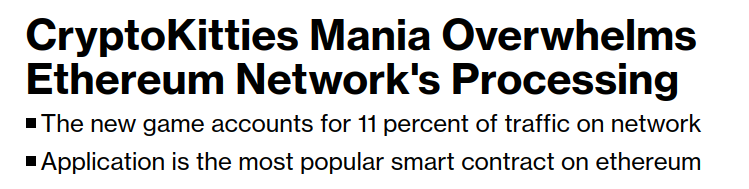 CryptoKitties Mania Overwhelms
Ethereum Network's Processing
The new game accounts for 11 percent of traffic on network
Application is the most popular smart contract on ethereum